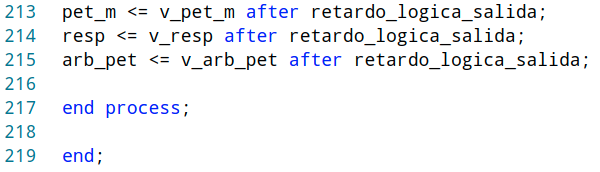 213 pet_m <= v_pet_m after retardo_logica_salida;
214 resp <= v_resp after retardo_logica_salida;
215 arb_pet <= v_arb_pet after retardo_logica_salida;
216
217 end process;
218
219 end;